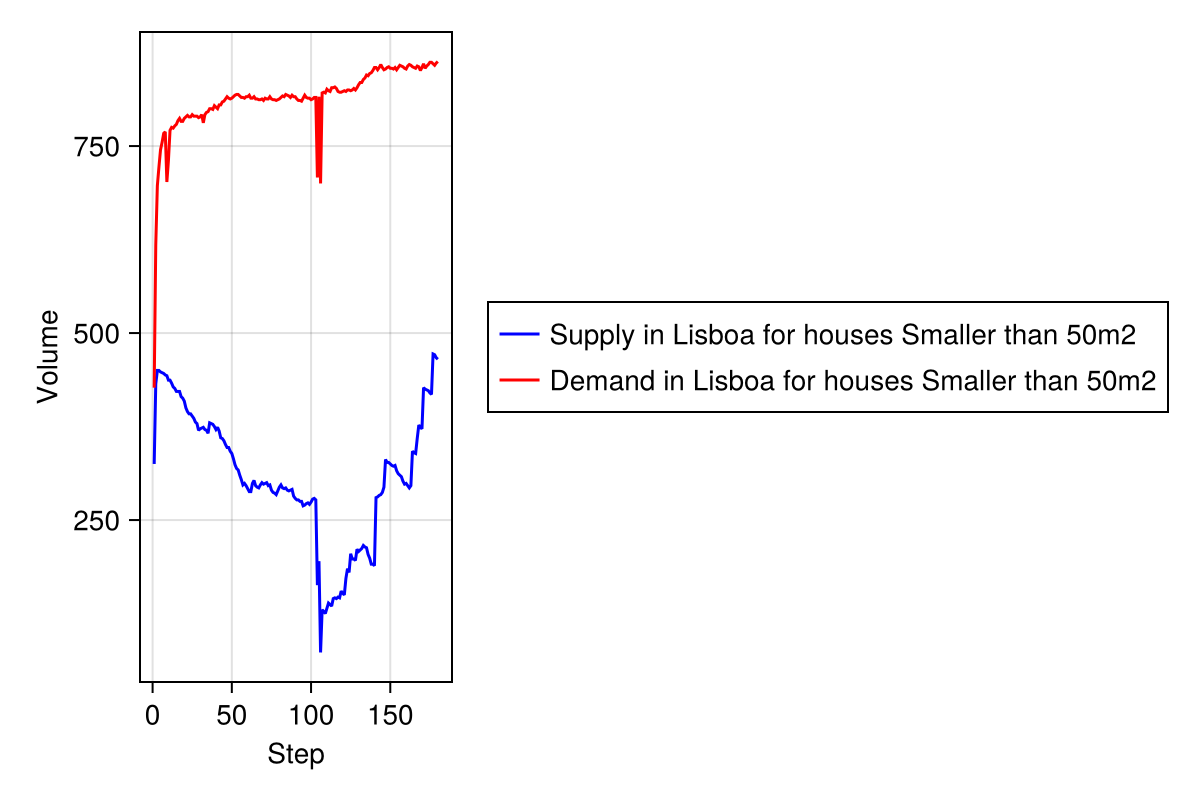 Volume
750
500
250
0 50 100 150
Step
Supply in Lisboa for houses Smaller than 50m2
Demand in Lisboa for houses Smaller than 50m2